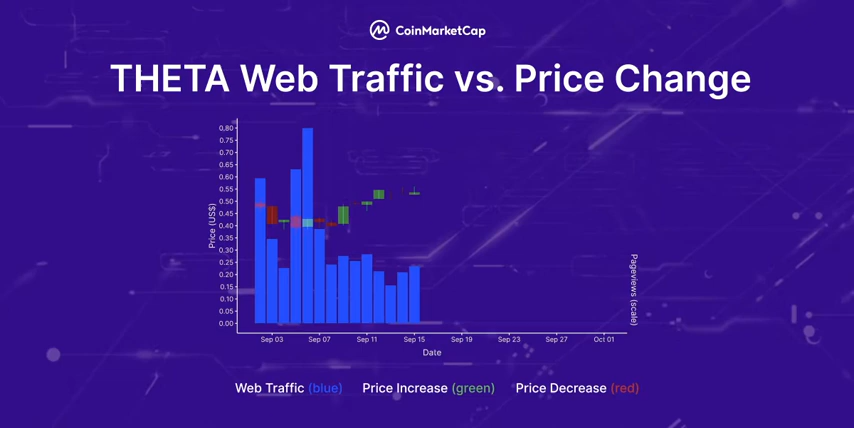 CoinMarketCap
THETA Web Traffic vs. Price Change
0.80
0.75
0.70
0.65
0.60
0.55
0.50
0.45
0.40
0.35
0.30
0.25
0.20
0.15
0.10
0.05
0.00
Price (US$)
Pageviews (scale)
Sep 03 Sep 07 Sep 11 Sep 15 Sep 19 Sep 23 Sep 27 Oct 01
Date
Web Traffic (blue) Price Increase (green) Price Decrease (red)